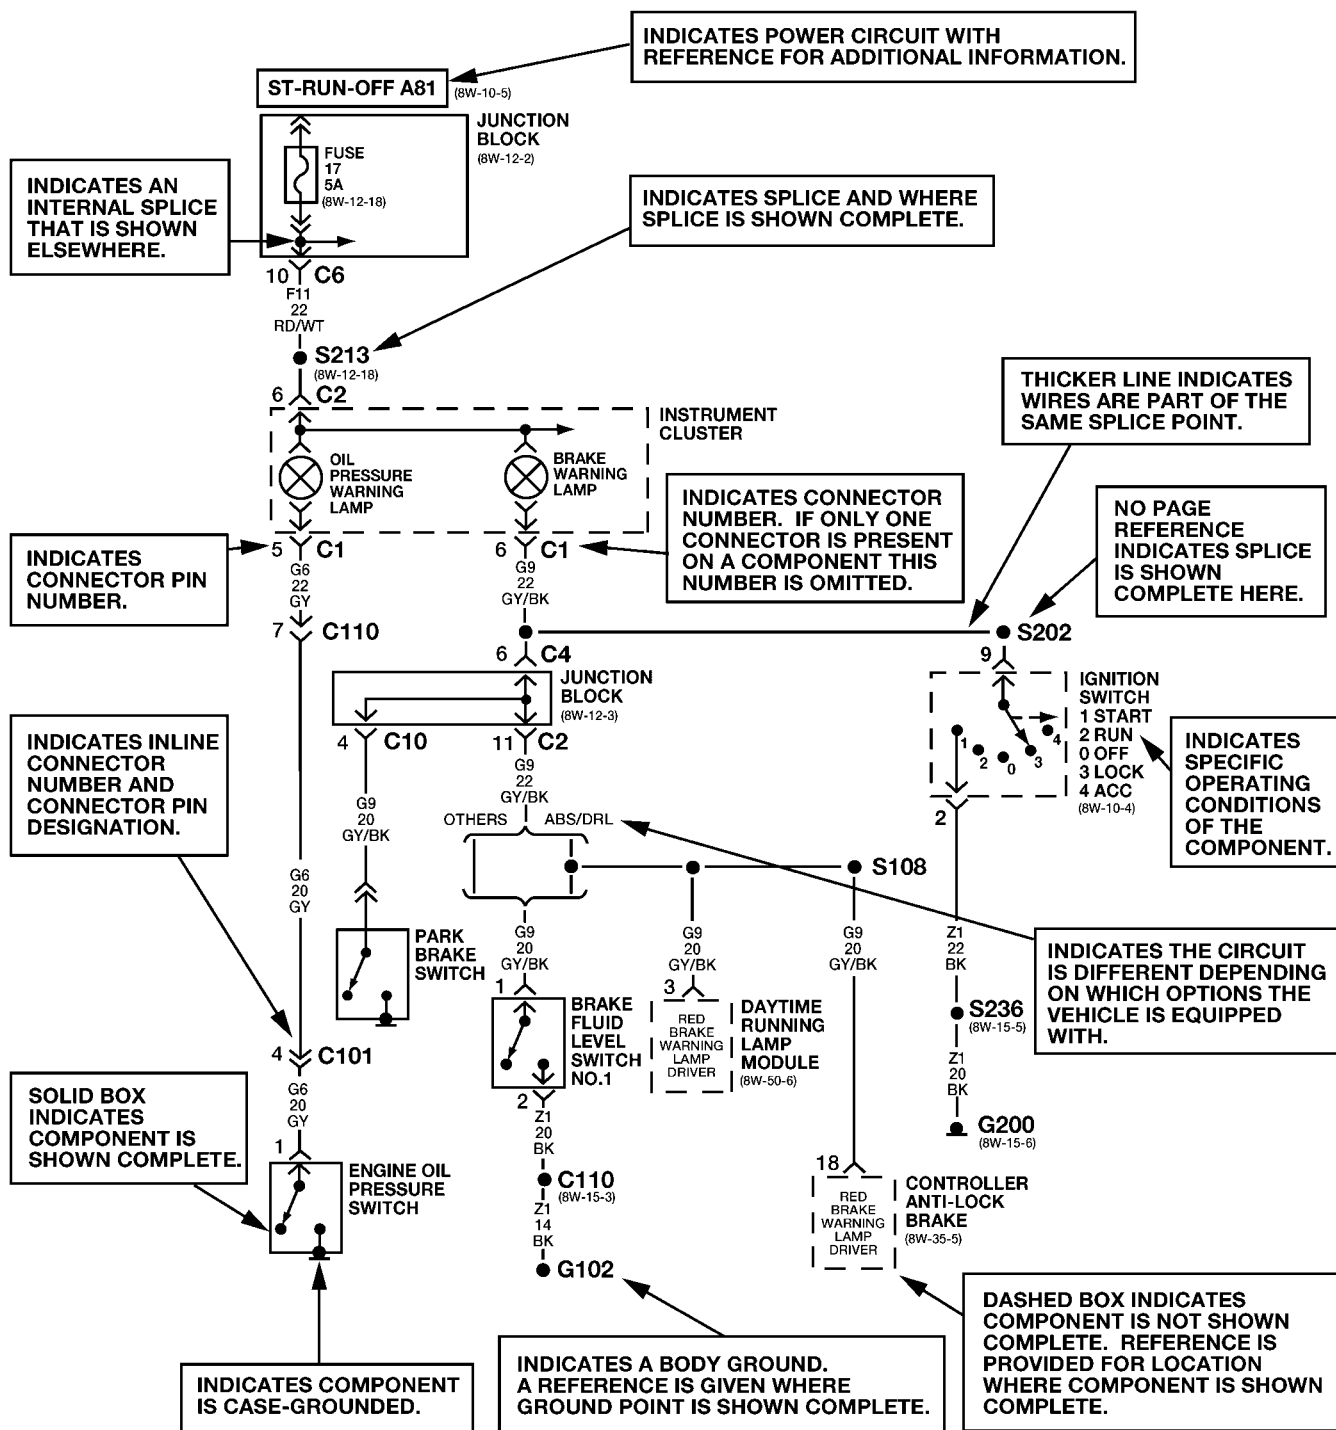 INDICATES POWER CIRCUIT WITH
REFERENCE FOR ADDITIONAL INFORMATION.
ST-RUN-OFF A81
(8W-10-5)
JUNCTION
BLOCK
(8W-12-2)
FUSE
17
5A
(8W-12-18)
INDICATES AN
INTERNAL SPLICE
THAT IS SHOWN
ELSEWHERE.
INDICATES SPLICE AND WHERE
SPLICE IS SHOWN COMPLETE.
10 C6
F11
22
RD/WT
S213
(8W-12-18)
6 C2
INSTRUMENT
CLUSTER
OIL
PRESSURE
WARNING
LAMP
BRAKE
WARNING
LAMP
THICKER LINE INDICATES
WIRES ARE PART OF THE
SAME SPLICE POINT.
INDICATES CONNECTOR
NUMBER. IF ONLY ONE
CONNECTOR IS PRESENT
ON A COMPONENT THIS
NUMBER IS OMITTED.
NO PAGE
REFERENCE
INDICATES SPLICE
IS SHOWN
COMPLETE HERE.
INDICATES
CONNECTOR PIN
NUMBER.
5 C1
G6
22
GY
6 C1
G9
22
GY/BK
7 C110
S202
9
6 C4
JUNCTION
BLOCK
(8W-12-3)
IGNITION
SWITCH
1 START
2 RUN
0 OFF
3 LOCK
4 ACC
(8W-10-4)
1
2
0
3
4
2
INDICATES
SPECIFIC
OPERATING
CONDITIONS
OF THE
COMPONENT.
INDICATES INLINE
CONNECTOR
NUMBER AND
CONNECTOR PIN
DESIGNATION.
4 C10
11 C2
G9
22
GY/BK
G9
20
GY/BK
OTHERS ABS/DRL
S108
G6
20
GY
PARK
BRAKE
SWITCH
G9
20
GY/BK
G9
20
GY/BK
G9
20
GY/BK
Z1
22
BK
INDICATES THE CIRCUIT
IS DIFFERENT DEPENDING
ON WHICH OPTIONS THE
VEHICLE IS EQUIPPED
WITH.
1
BRAKE
FLUID
LEVEL
SWITCH
NO.1
3
RED
BRAKE
WARNING
LAMP
DRIVER
DAYTIME
RUNNING
LAMP
MODULE
(8W-50-6)
S236
(8W-15-5)
Z1
20
BK
G200
(8W-15-6)
4 C101
G6
20
GY
SOLID BOX
INDICATES
COMPONENT IS
SHOWN COMPLETE.
1
ENGINE OIL
PRESSURE
SWITCH
2
Z1
20
BK
C110
(8W-15-3)
Z1
14
BK
G102
18
RED
BRAKE
WARNING
LAMP
DRIVER
CONTROLLER
ANTI-LOCK
BRAKE
(8W-35-5)
DASHED BOX INDICATES
COMPONENT IS NOT SHOWN
COMPLETE. REFERENCE IS
PROVIDED FOR LOCATION
WHERE COMPONENT IS SHOWN
COMPLETE.
INDICATES A BODY GROUND.
A REFERENCE IS GIVEN WHERE
GROUND POINT IS SHOWN COMPLETE.
INDICATES COMPONENT
IS CASE-GROUNDED.